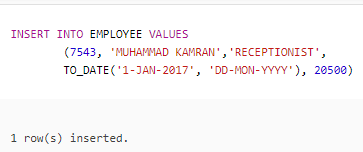 INSERT INTO EMPLOYEE VALUES
(7543, 'MUHAMMAD KAMRAN','RECEPTIONIST',
TO_DATE('1-JAN-2017', 'DD-MON-YYYY'), 20500)
1 row(s) inserted.